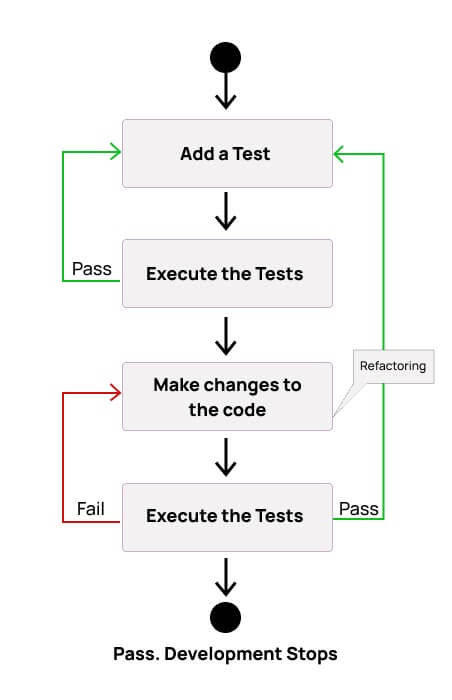 Add a Test
Pass
Execute the Tests
Make changes to
the code
Refactoring
Fail
Execute the Tests
Pass
Pass. Development Stops